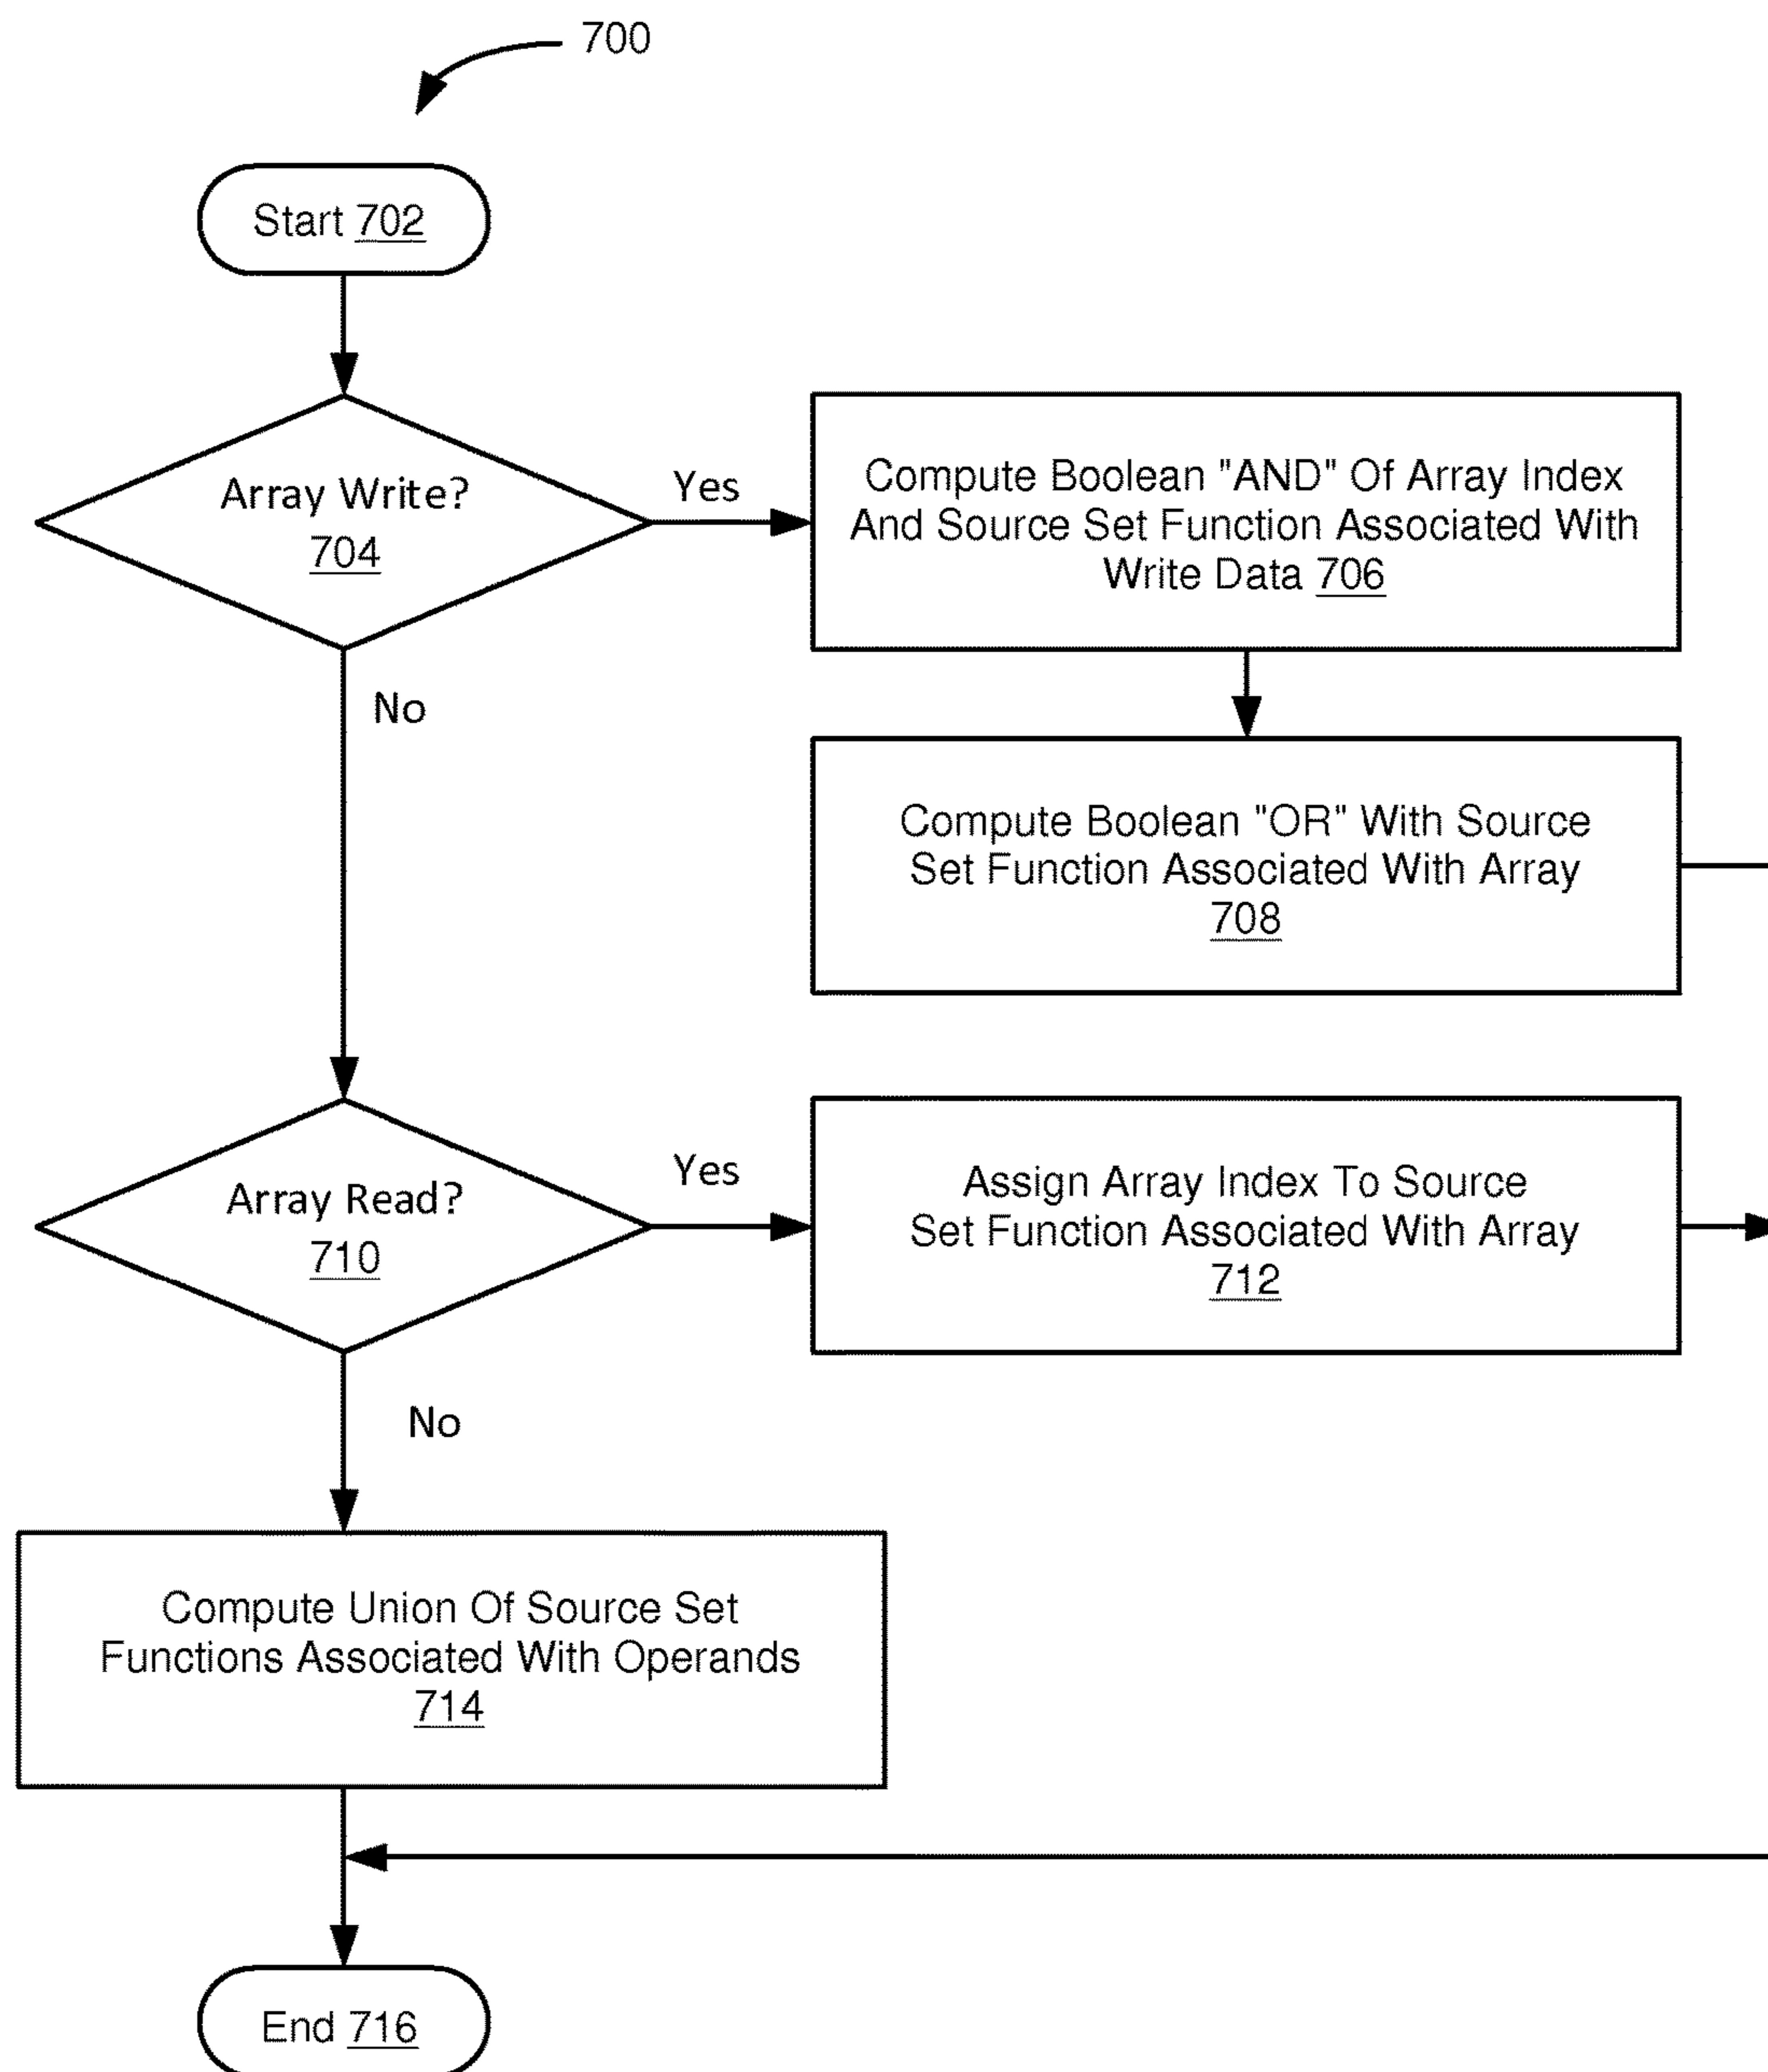 700
Start 702
Array Write?
704
Yes
Compute Boolean "AND" Of Array Index
And Source Set Function Associated With
Write Data 706
No
Compute Boolean "OR" With Source
Set Function Associated With Array
708
Array Read?
710
Yes
Assign Array Index To Source
Set Function Associated With Array
712
No
Compute Union Of Source Set
Functions Associated With Operands
714
End 716